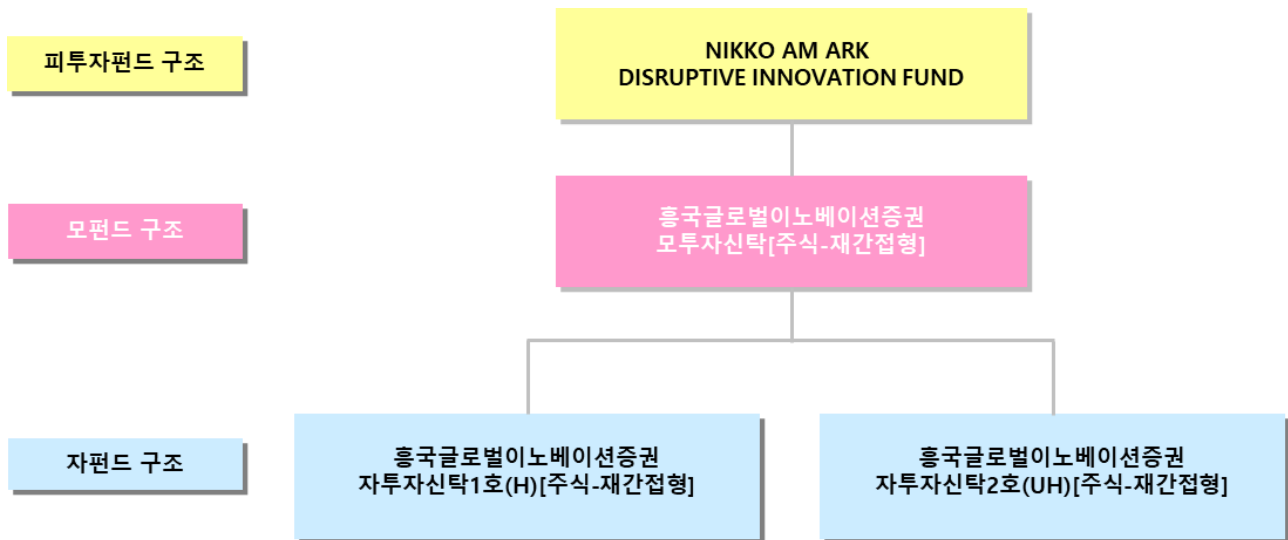 피투자펀드 구조
NIKKO AM ARK
DISRUPTIVE INNOVATION FUND
모펀드 구조
흥국글로벌이노베이션증권
모투자신탁[주식-재간접형]
자펀드 구조
흥국글로벌이노베이션증권
자투자신탁1호(H)[주식-재간접형]
흥국글로벌이노베이션증권
자투자신탁2호(UH)[주식-재간접형]